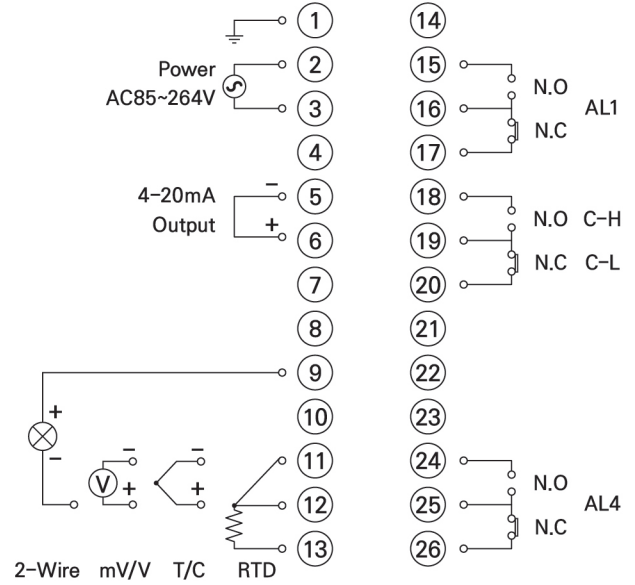 1 14
Power 2 15 N.O AL1
AC85~264V 3 16
4 17 N.C
4-20mA − 5 18 N.O C-H
Output + 6 19
7 20 N.C C-L
8 21
9 22
+ 10 23
−
− − 11 24 N.O AL4
V + + 12 25
13 26 N.C
2-Wire mV/V T/C RTD